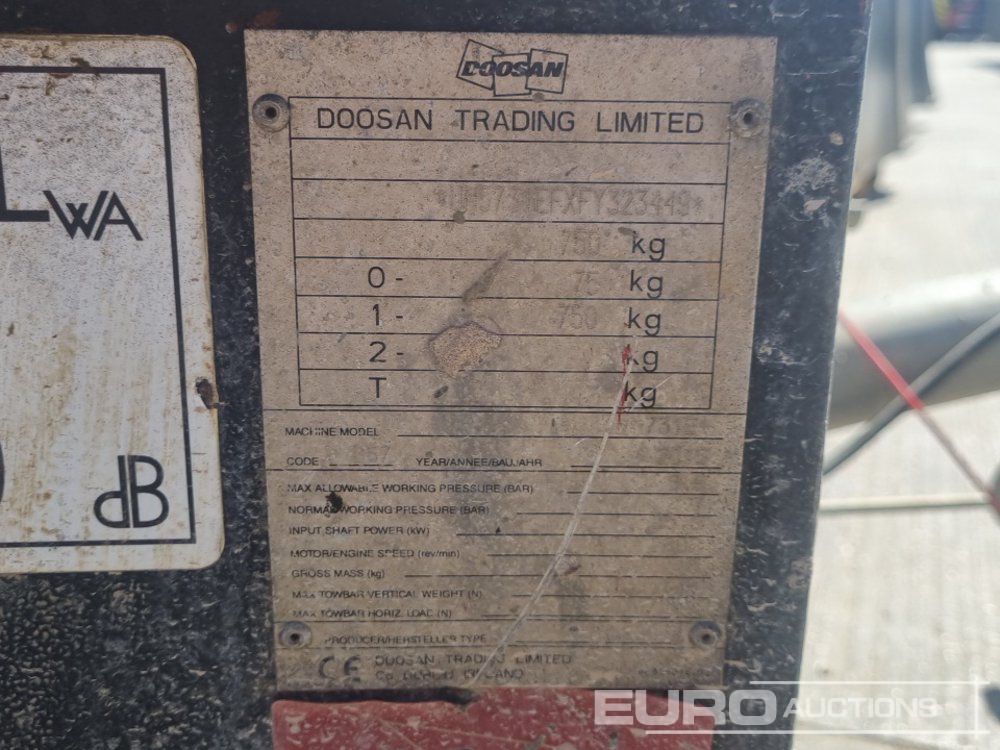 LWA
dB
DOOSAN
DOOSAN TRADING LIMITED
750 kg
0- 75 kg
1- 750 kg
2- kg
T kg
MACHINE MODEL
CODE YEAR/ANNEE/BAUJAHR
MAX ALLOWABLE WORKING PRESSURE (BAR)
NORMAL WORKING PRESSURE (BAR)
INPUT SHAFT POWER (kW)
MOTOR/ENGINE SPEED (rev/min)
GROSS MASS (kg)
MAX TOWBAR VERTICAL WEIGHT (N)
MAX TOWBAR HORIZ. LOAD (N)
PRODUCER/HERSTELLER TYPE
CE DOOSAN TRADING LIMITED
EURO AUCTIONS